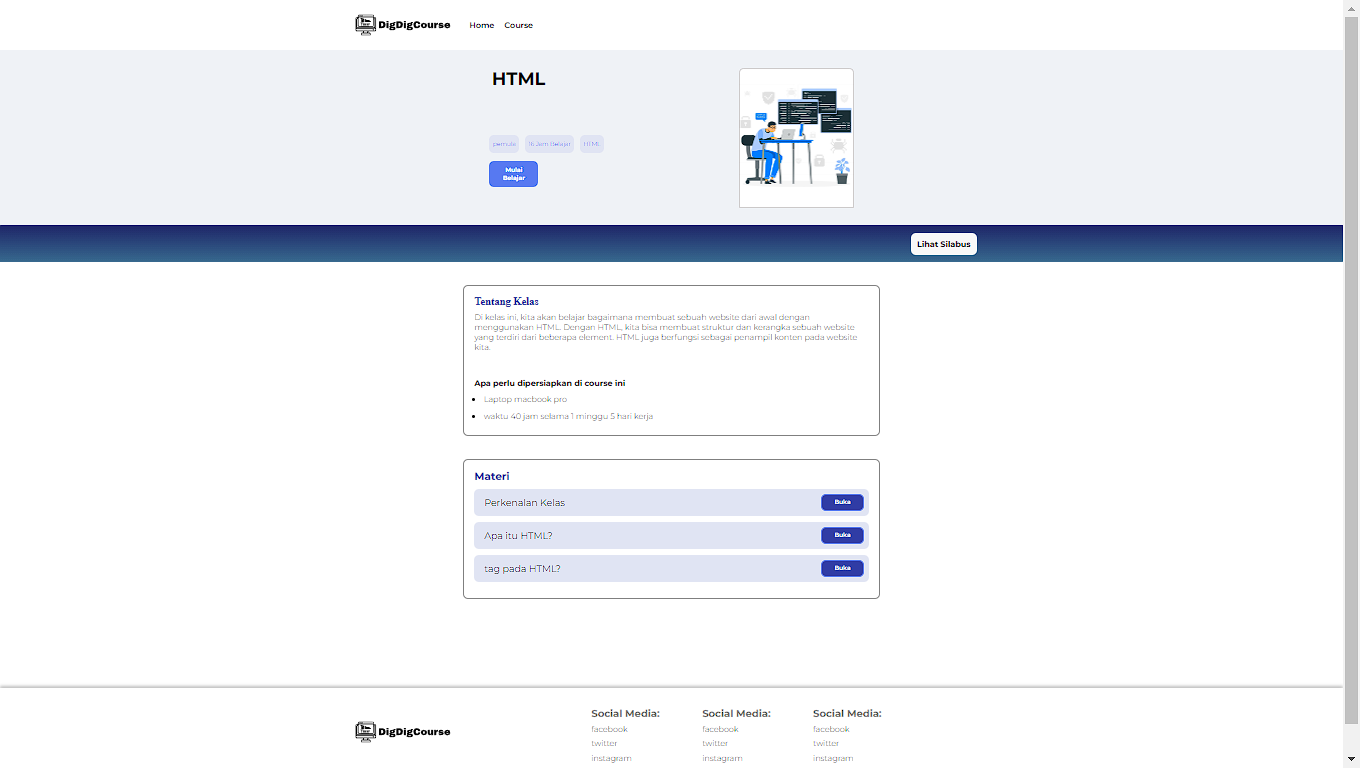 DigDigCourse
Home
Course
HTML
pemula
16 Jam Belajar
HTML
Mulai
Belajar
Lihat Silabus
Tentang Kelas
Di kelas ini, kita akan belajar bagaimana membuat sebuah website dari awal dengan
menggunakan HTML. Dengan HTML, kita bisa membuat struktur dan kerangka sebuah website
yang terdiri dari beberapa element. HTML juga berfungsi sebagai penampil konten pada website
kita.
Apa perlu dipersiapkan di course ini
Laptop macbook pro
waktu 40 jam selama 1 minggu 5 hari kerja
Materi
Perkenalan Kelas
Buka
Apa itu HTML?
Buka
tag pada HTML?
Buka
DigDigCourse
Social Media:
facebook
twitter
instagram
Social Media:
facebook
twitter
instagram
Social Media:
facebook
twitter
instagram